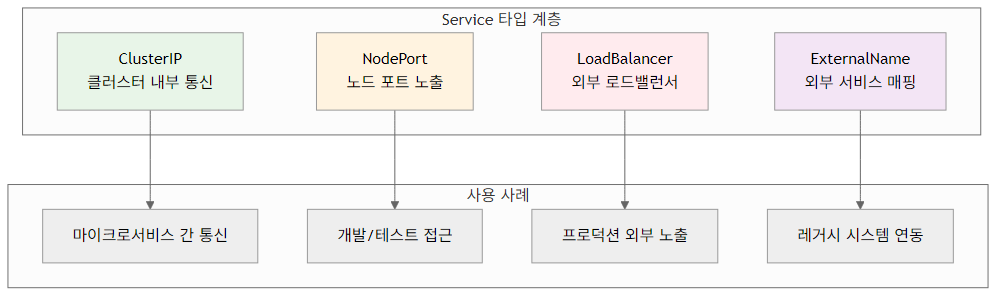 Service 타입 계층
ClusterIP
클러스터 내부 통신
NodePort
노드 포트 노출
LoadBalancer
외부 로드밸런서
ExternalName
외부 서비스 매핑
사용 사례
마이크로서비스 간 통신
개발/테스트 접근
프로덕션 외부 노출
레거시 시스템 연동